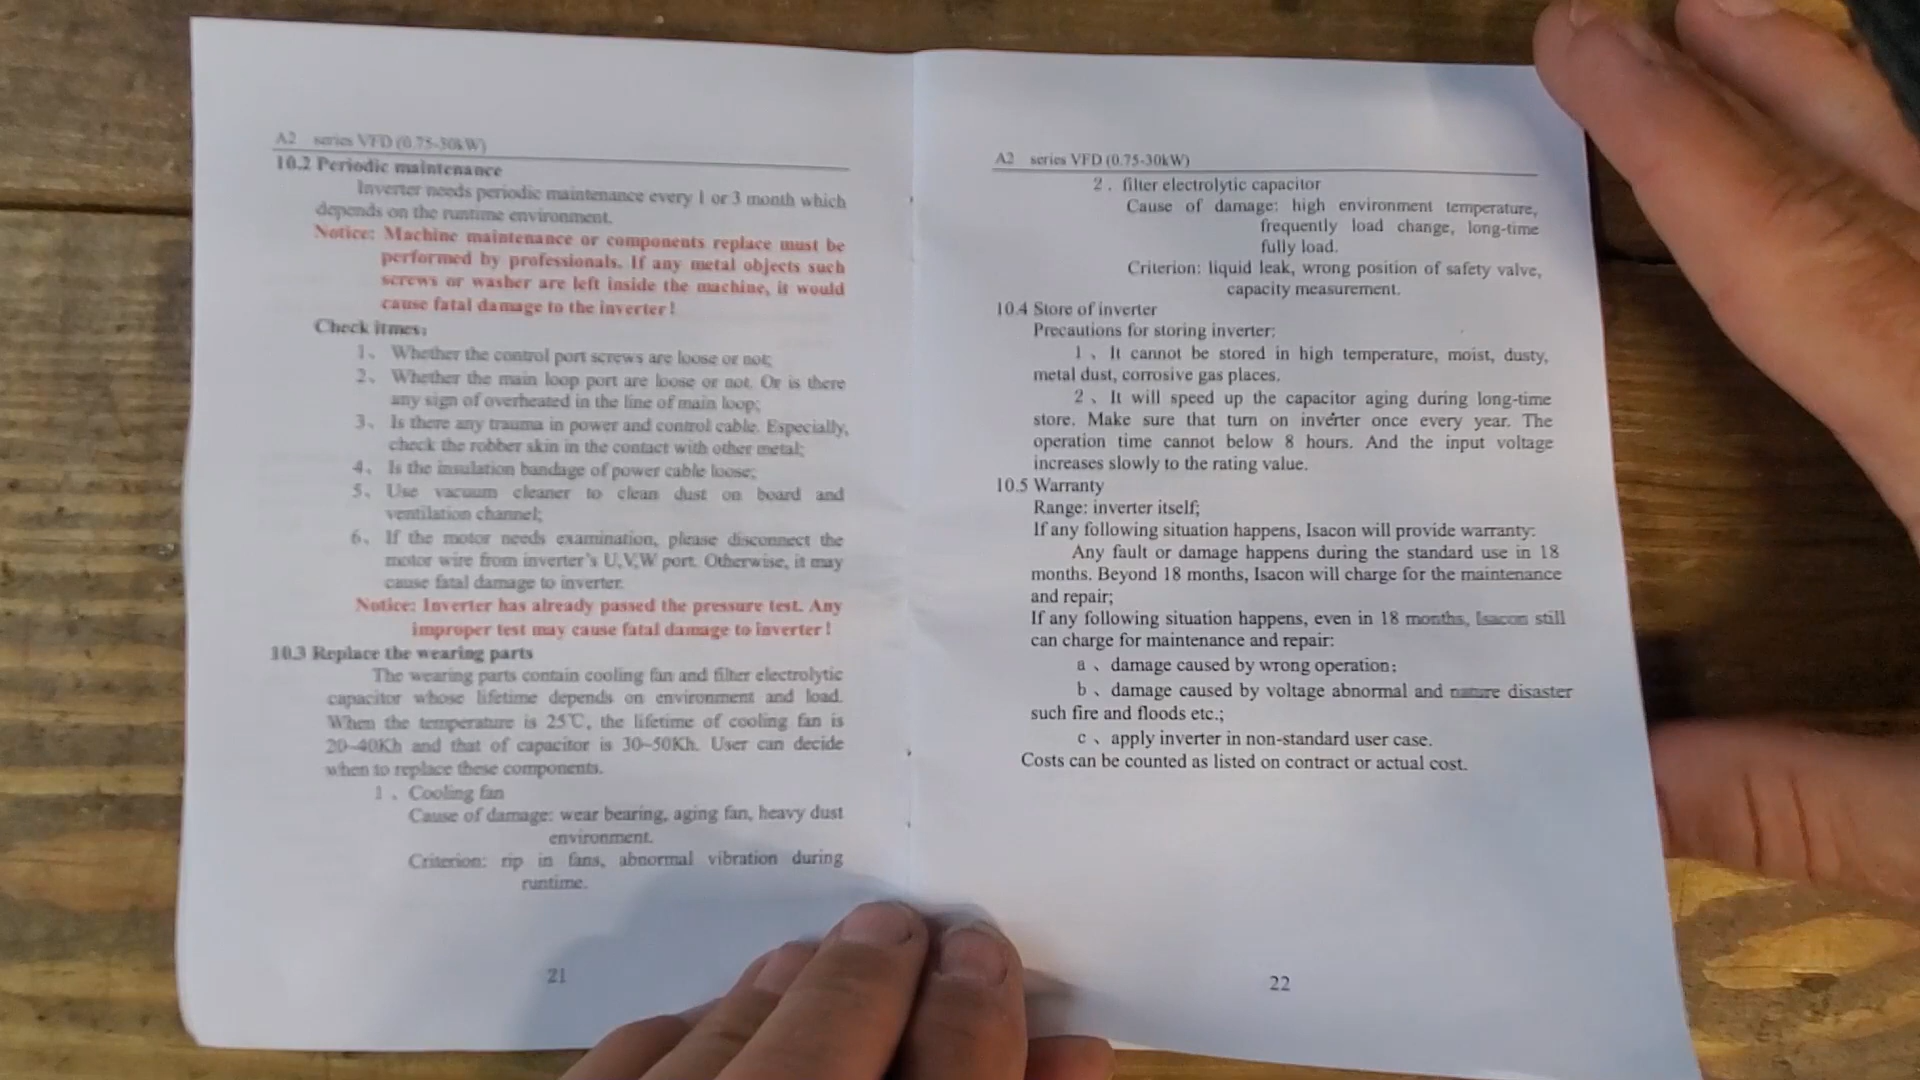 A2 series VFD (0.75-30kW)
10.2 Periodic maintenance
Inverter needs periodic maintenance every 1 or 3 month which
depends on the runtime environment.
Notice: Machine maintenance or components replace must be
performed by professionals. If any metal objects such
screws or washer are left inside the machine, it would
cause fatal damage to the inverter!
Check itmes:
1、 Whether the control port screws are loose or not;
2、 Whether the main loop port are loose or not. Or is there
any sign of overheated in the line of main loop;
3、 Is there any trauma in power and control cable. Especially,
check the robber skin in the contact with other metal;
4、 Is the insulation bandage of power cable loose;
5、 Use vacuum cleaner to clean dust on board and
ventilation channel;
6、 If the motor needs examination, please disconnect the
motor wire from inverter's U,V,W port. Otherwise, it may
cause fatal damage to inverter.
Notice: Inverter has already passed the pressure test. Any
improper test may cause fatal damage to inverter!
10.3 Replace the wearing parts
The wearing parts contain cooling fan and filter electrolytic
capacitor whose lifetime depends on environment and load.
When the temperature is 25℃, the lifetime of cooling fan is
20~40Kh and that of capacitor is 30~50Kh. User can decide
when to replace these components.
1、 Cooling fan
Cause of damage: wear bearing, aging fan, heavy dust
environment.
Criterion: rip in fans, abnormal vibration during
runtime.
21
A2 series VFD (0.75-30kW)
2. filter electrolytic capacitor
Cause of damage: high environment temperature,
frequently load change, long-time
fully load.
Criterion: liquid leak, wrong position of safety valve,
capacity measurement.
10.4 Store of inverter
Precautions for storing inverter:
1、It cannot be stored in high temperature, moist, dusty,
metal dust, corrosive gas places.
2、It will speed up the capacitor aging during long-time
store. Make sure that turn on inverter once every year. The
operation time cannot below 8 hours. And the input voltage
increases slowly to the rating value.
10.5 Warranty
Range: inverter itself;
If any following situation happens, Isacon will provide warranty:
Any fault or damage happens during the standard use in 18
months. Beyond 18 months, Isacon will charge for the maintenance
and repair;
If any following situation happens, even in 18 months, Isacon still
can charge for maintenance and repair:
a、 damage caused by wrong operation;
b、 damage caused by voltage abnormal and nature disaster
such fire and floods etc.;
c、 apply inverter in non-standard user case.
Costs can be counted as listed on contract or actual cost.
22